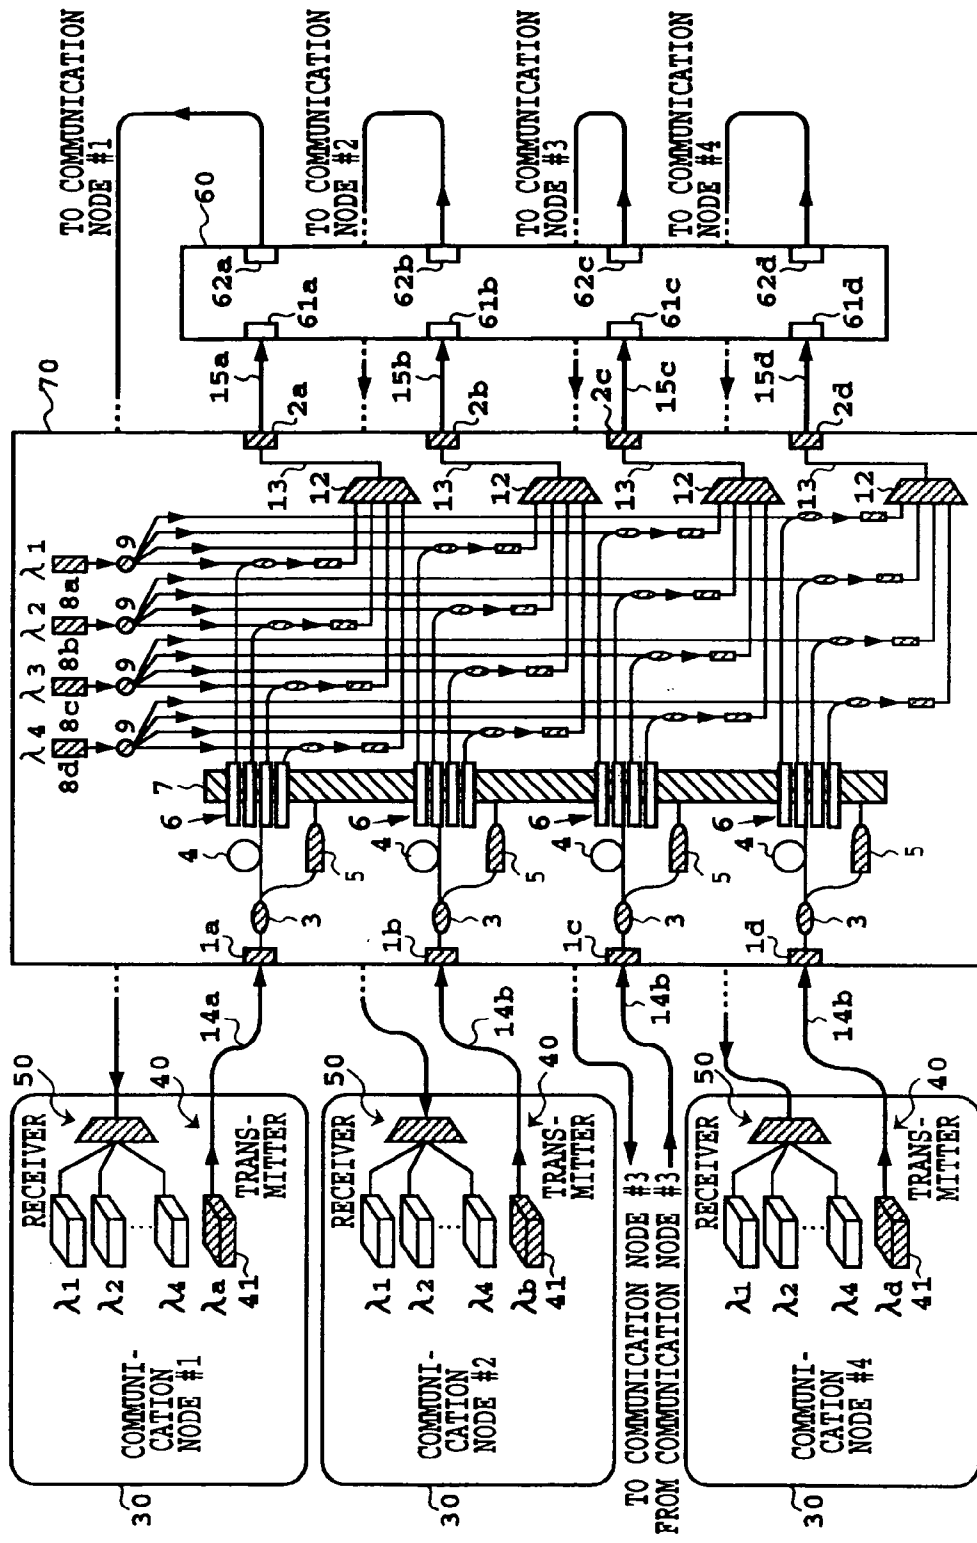 TO COMMUNICATION
NODE #1
TO COMMUNICATION
NODE #2
TO COMMUNICATION
NODE #3
TO COMMUNICATION
NODE #4
60
62a
61a
62b
61b
62c
61c
62d
61d
15a
15b
15c
15d
70
2a
2b
2c
2d
13
12
13
12
13
12
13
12
λ1
8a
9
λ2
8b
9
λ3
8c
9
λ4
8d
9
7
6
4
5
3
6
4
5
3
6
4
5
3
6
4
5
3
1a
1b
1c
1d
14a
14b
14b
14b
50
40
RECEIVER
TRANS-
MITTER
λ1
λ2
λ4
λa
41
COMMUNI-
CATION
NODE #1
30
50
40
RECEIVER
TRANS-
MITTER
λ1
λ2
λ4
λb
41
COMMUNI-
CATION
NODE #2
30
TO COMMUNICATION NODE #3
FROM COMMUNICATION NODE #3
50
40
RECEIVER
TRANS-
MITTER
λ1
λ2
λ4
λd
41
COMMUNI-
CATION
NODE #4
30